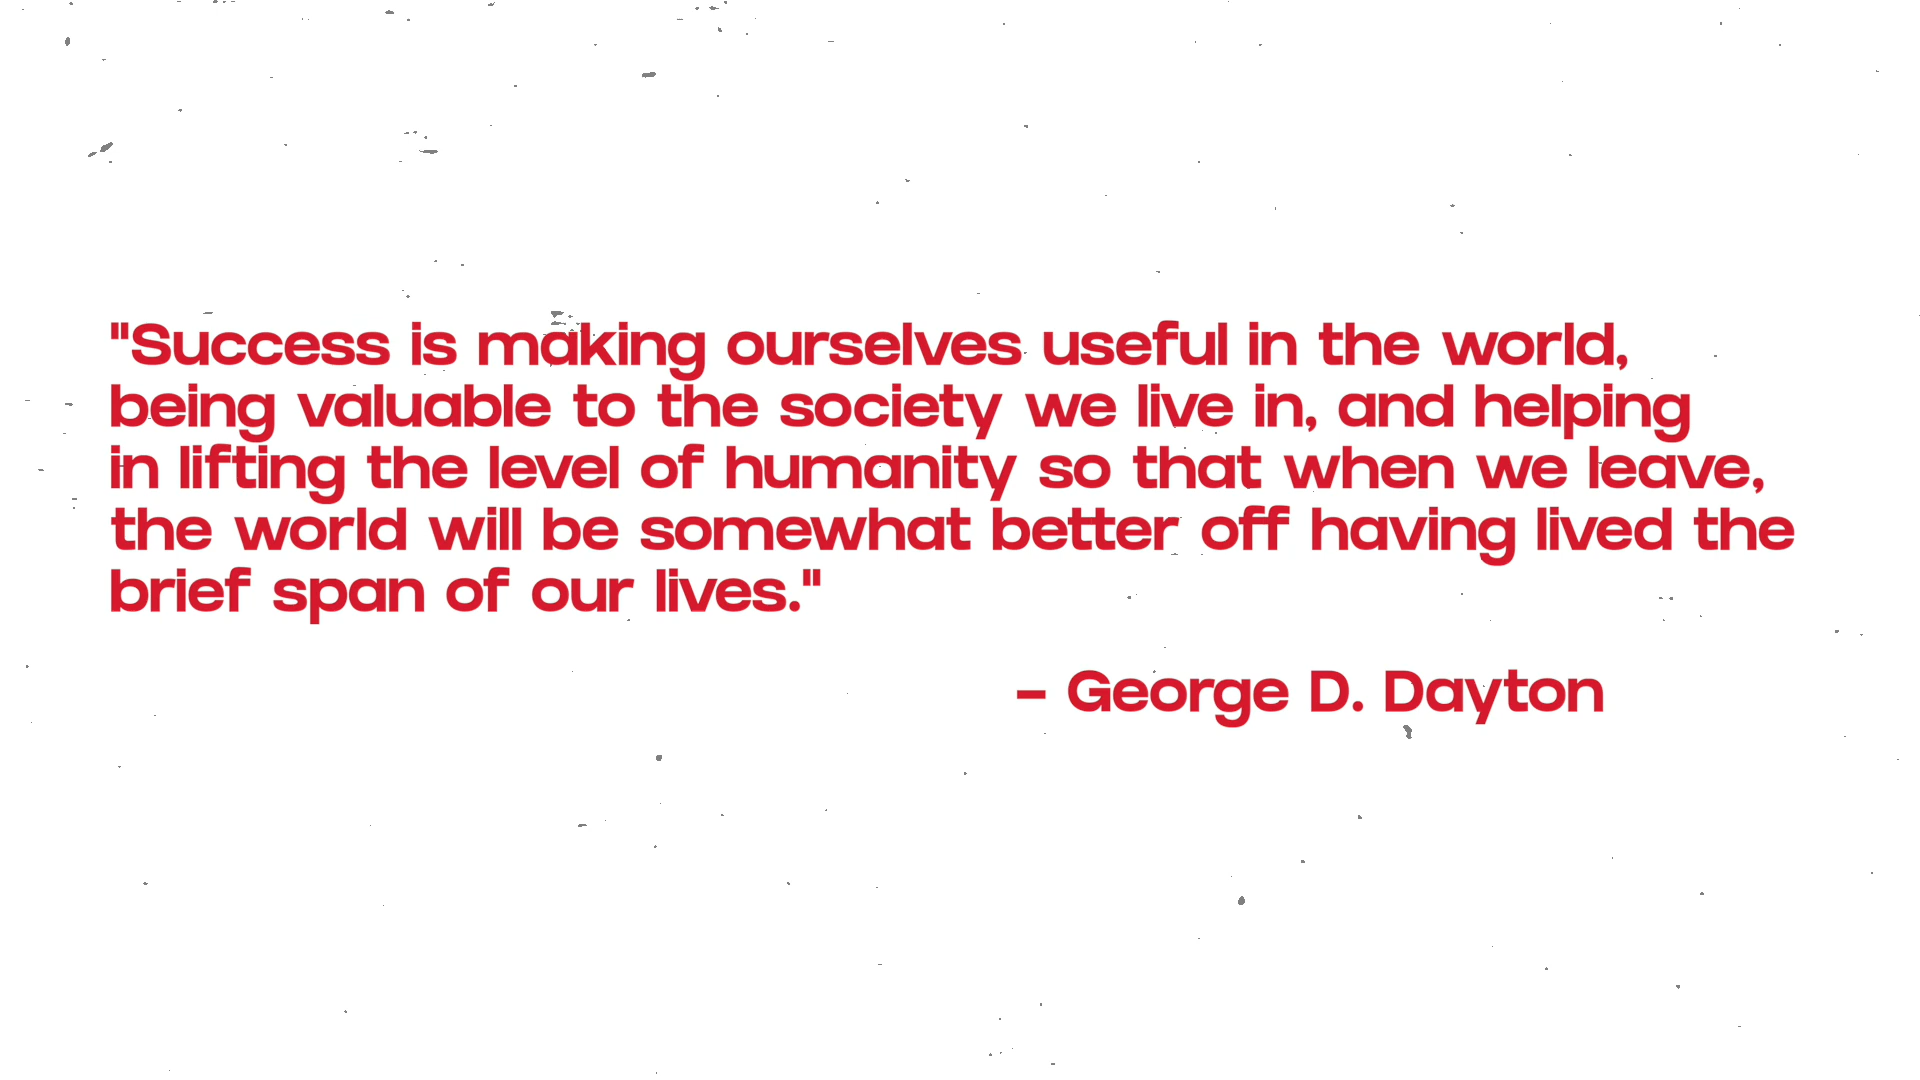 "Success is making ourselves useful in the world,
being valuable to the society we live in, and helping
in lifting the level of humanity so that when we leave,
the world will be somewhat better off having lived the
brief span of our lives."
– George D. Dayton